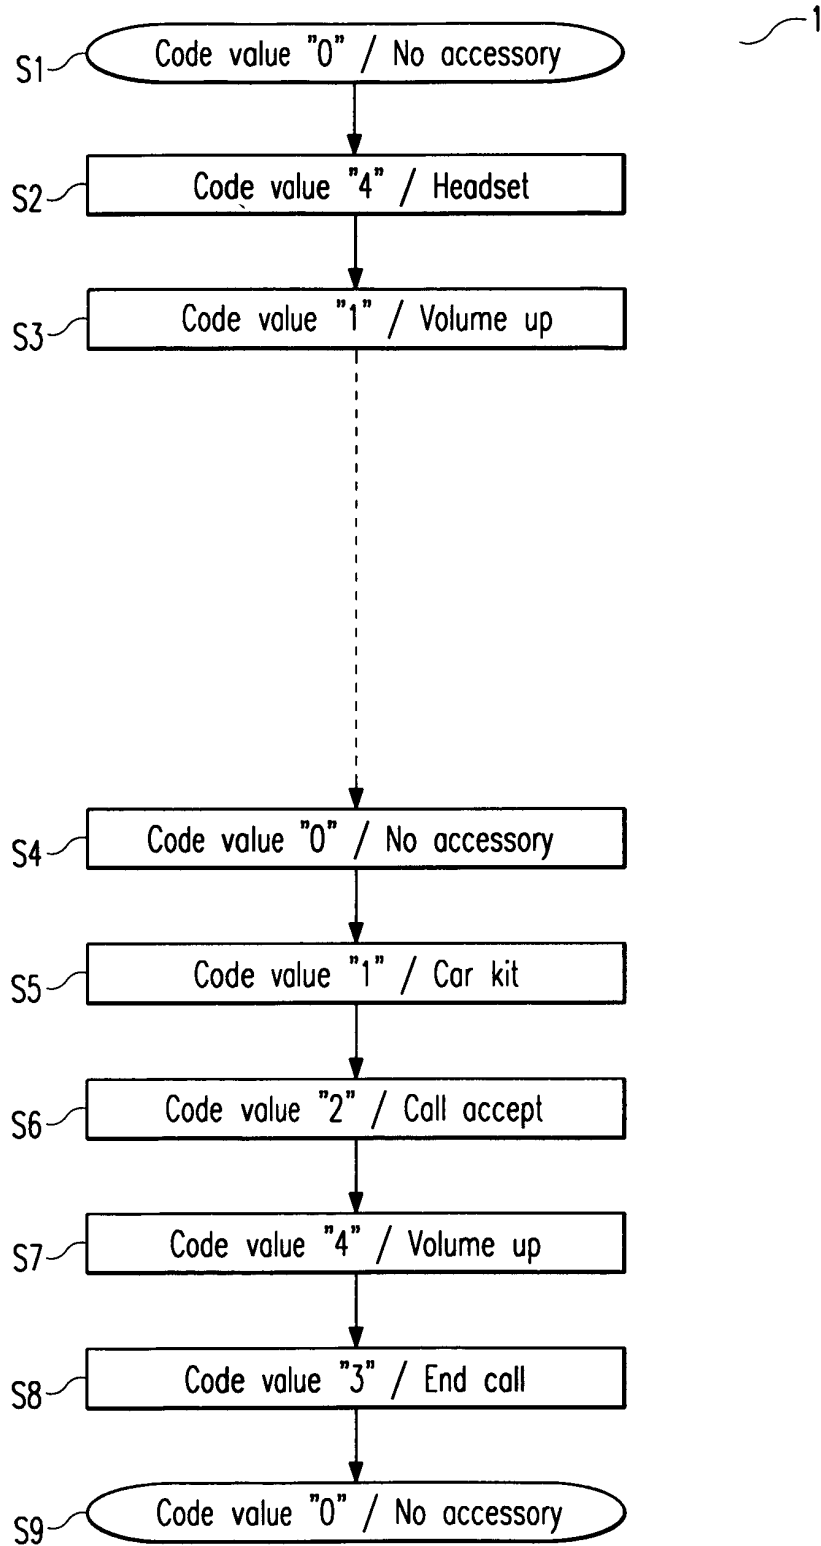 1
S1 Code value "0" / No accessory
S2 Code value "4" / Headset
S3 Code value "1" / Volume up
S4 Code value "0" / No accessory
S5 Code value "1" / Car kit
S6 Code value "2" / Call accept
S7 Code value "4" / Volume up
S8 Code value "3" / End call
S9 Code value "0" / No accessory